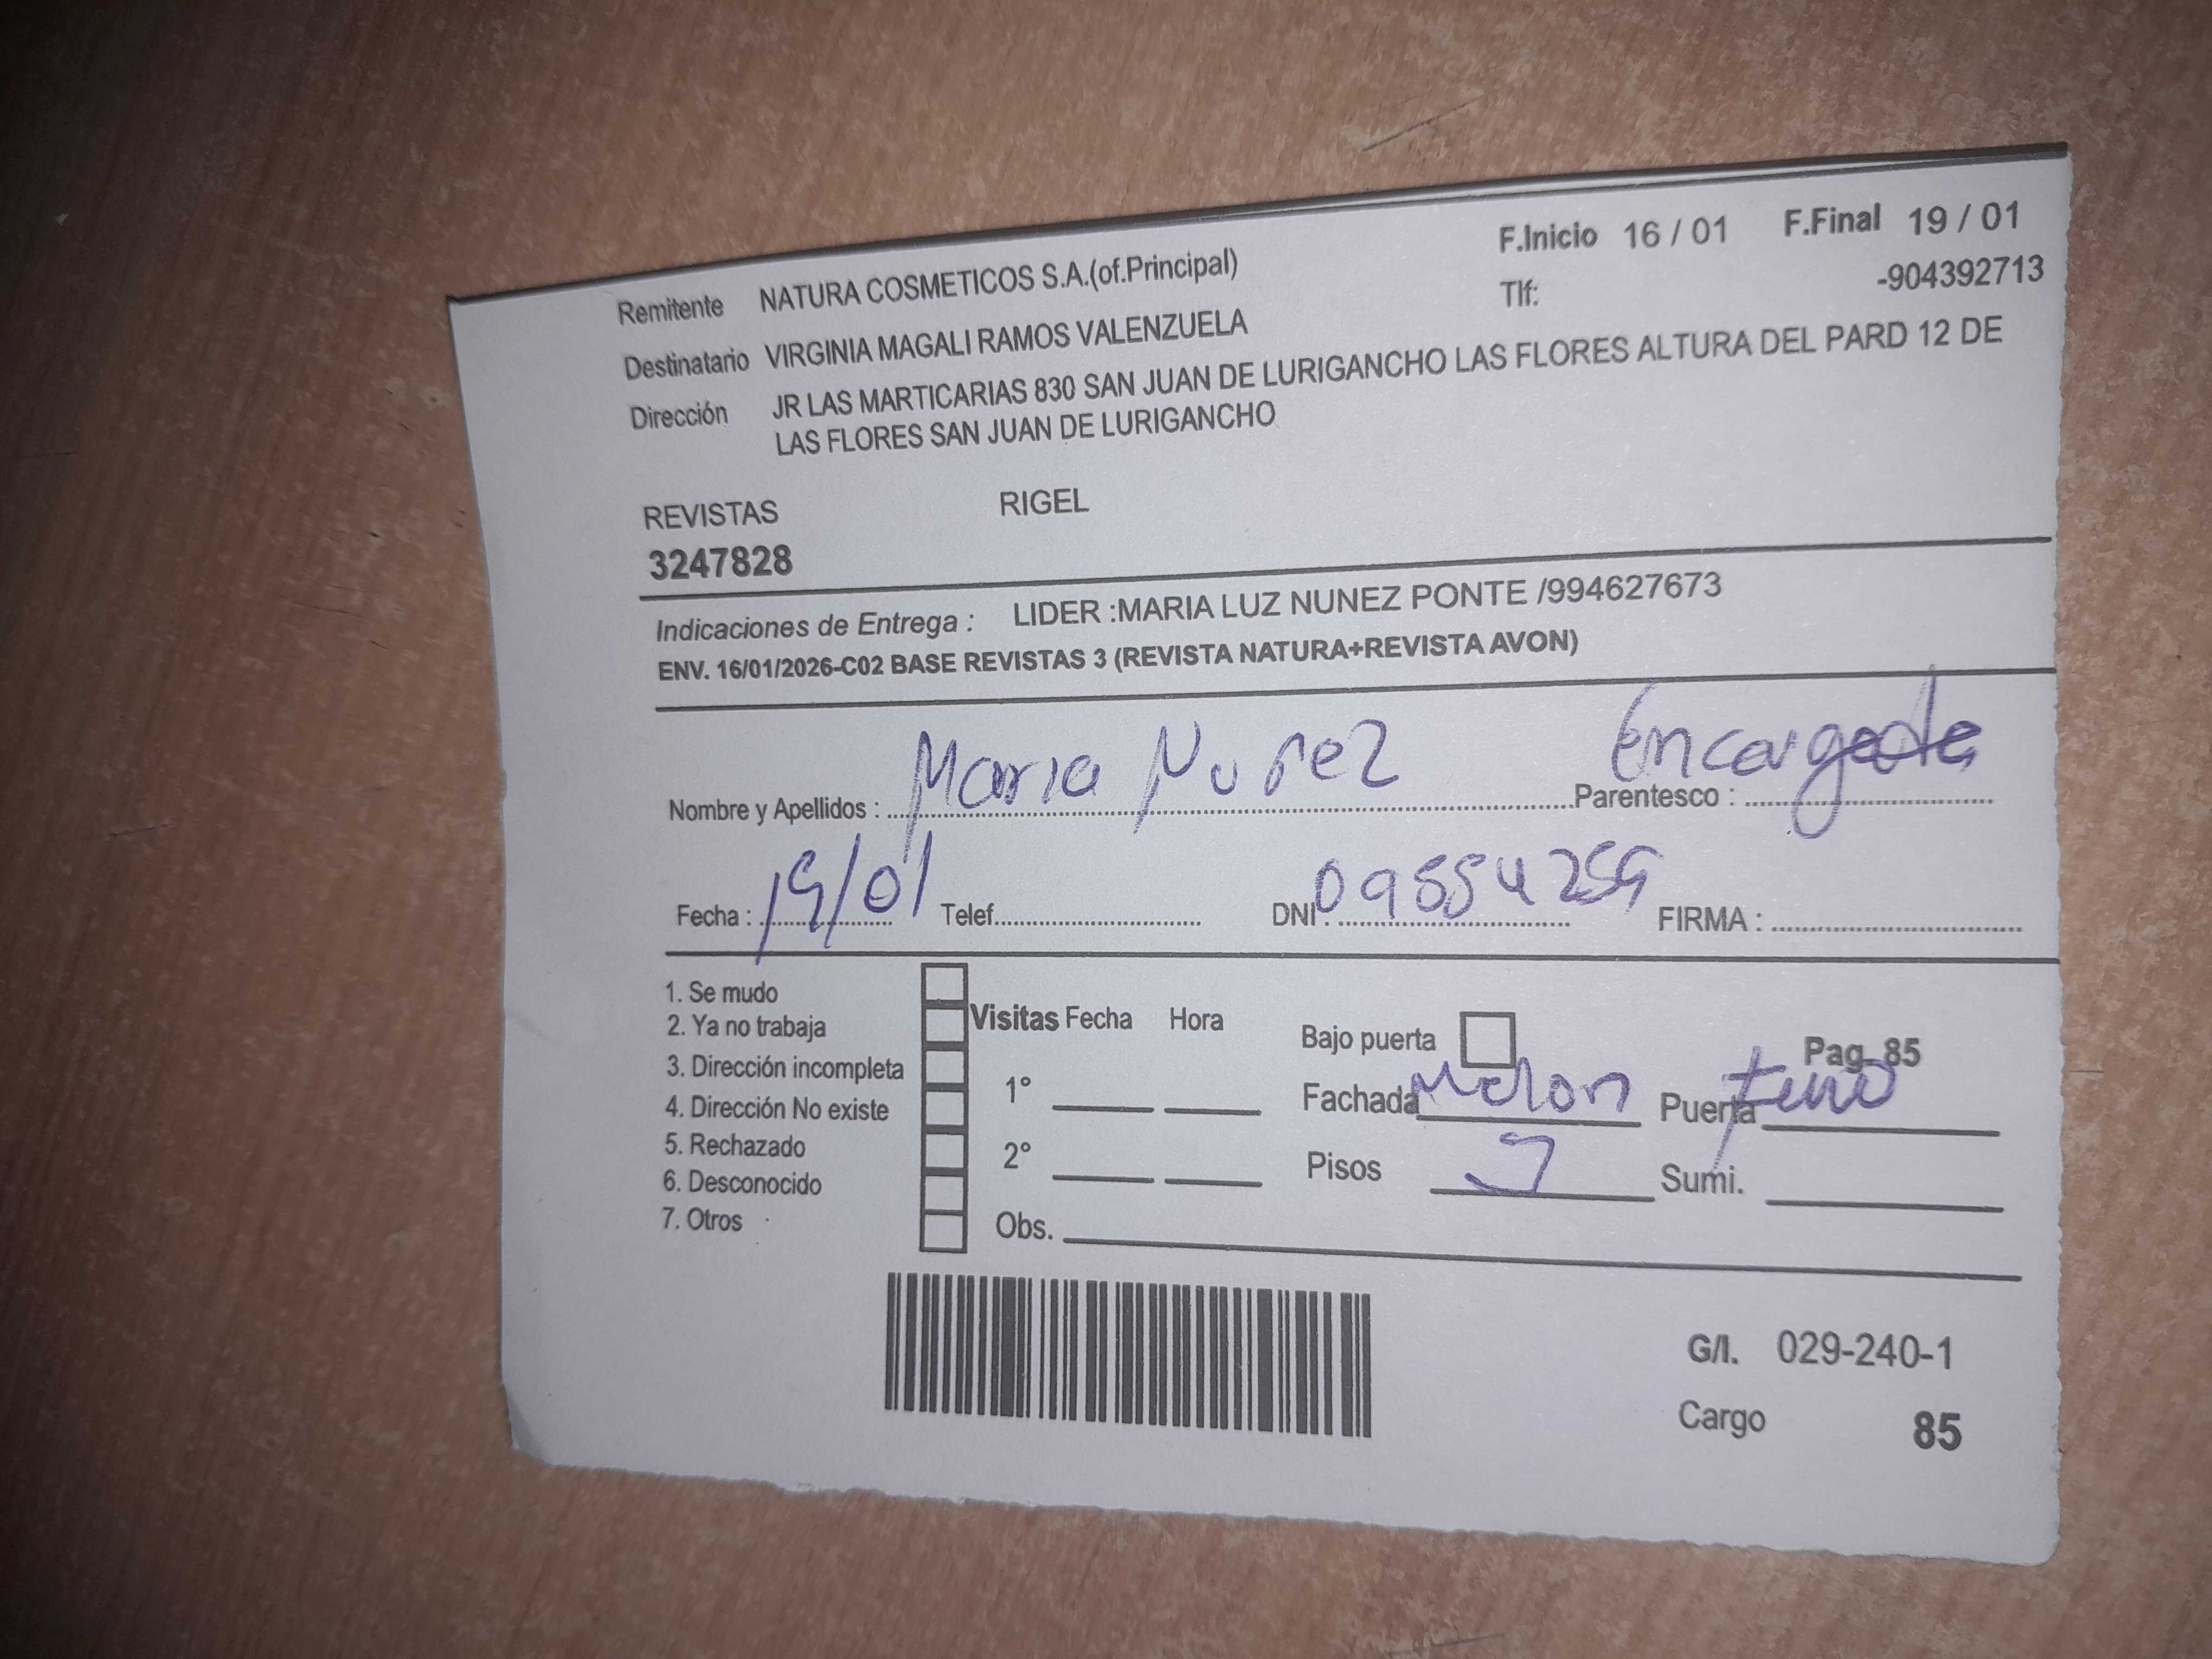 F.Inicio 16 / 01 F.Final 19 / 01
Remitente NATURA COSMETICOS S.A.(of.Principal) Tlf: -904392713
Destinatario VIRGINIA MAGALI RAMOS VALENZUELA
Dirección JR LAS MARTICARIAS 830 SAN JUAN DE LURIGANCHO LAS FLORES ALTURA DEL PARD 12 DE
LAS FLORES SAN JUAN DE LURIGANCHO
REVISTAS RIGEL
3247828
Indicaciones de Entrega : LIDER :MARIA LUZ NUNEZ PONTE /994627673
ENV. 16/01/2026-C02 BASE REVISTAS 3 (REVISTA NATURA+REVISTA AVON)
Nombre y Apellidos : Maria Nuñez Parentesco :
Fecha : 19/01 Telef. DNI : FIRMA :
1. Se mudo
2. Ya no trabaja
3. Dirección incompleta
4. Dirección No existe
5. Rechazado
6. Desconocido
7. Otros
Visitas Fecha Hora
1°
2°
Obs.
Bajo puerta Pag. 85
Fachada Melon Puerta
Pisos Sumi.
G/I. 029-240-1
Cargo 85